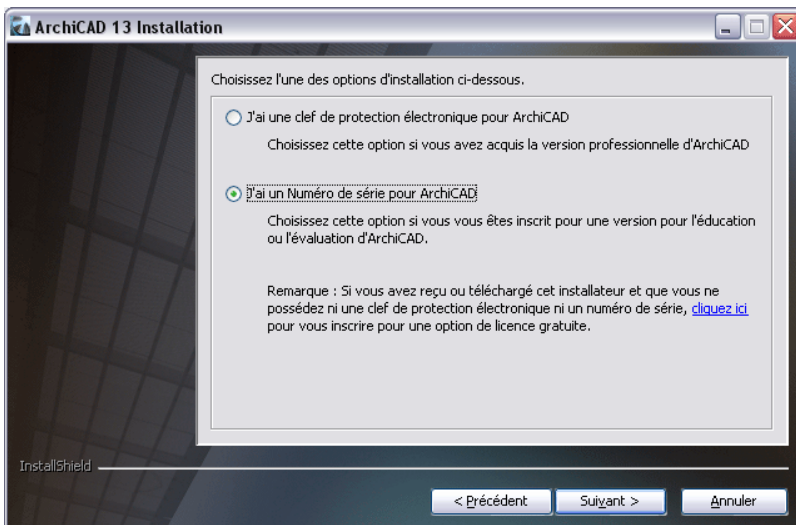 ArchiCAD 13 Installation
Choisissez l'une des options d'installation ci-dessous.
J'ai une clef de protection électronique pour ArchiCAD
Choisissez cette option si vous avez acquis la version professionnelle d'ArchiCAD
J'ai un Numéro de série pour ArchiCAD
Choisissez cette option si vous vous êtes inscrit pour une version pour l'éducation
ou l'évaluation d'ArchiCAD.
Remarque : Si vous avez reçu ou téléchargé cet installateur et que vous ne
possédez ni une clef de protection électronique ni un numéro de série, cliquez ici
pour vous inscrire pour une option de licence gratuite.
InstallShield
< Précédent
Suivant >
Annuler